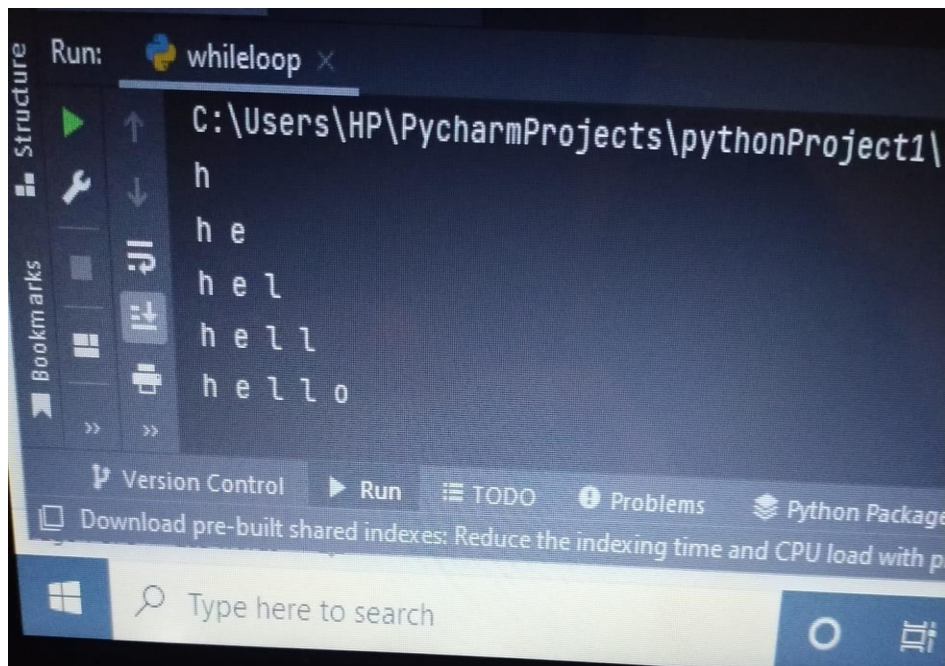 Run: whileloop
Structure
Bookmarks
C:\Users\HP\PycharmProjects\pythonProject1\
h
h e
h e l
h e l l
h e l l o
Version Control Run TODO Problems Python Package
Download pre-built shared indexes: Reduce the indexing time and CPU load with p
Type here to search